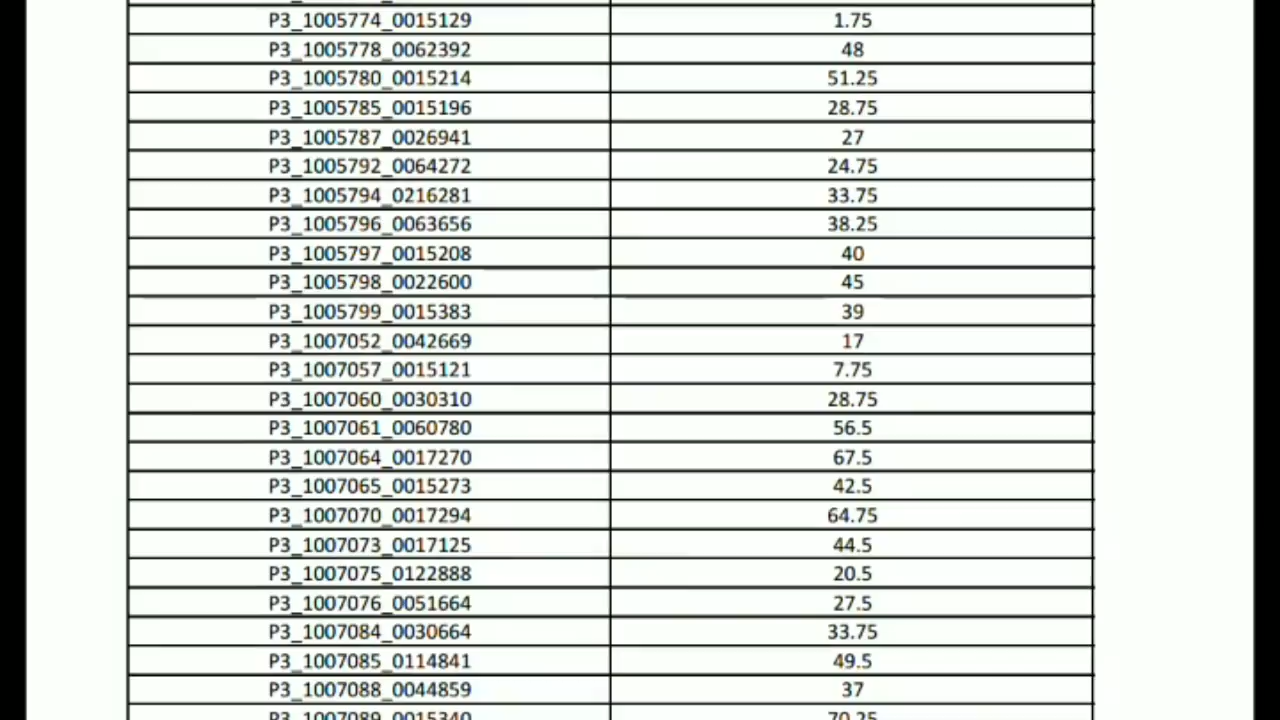 P3_1005774_0015129 1.75
P3_1005778_0062392 48
P3_1005780_0015214 51.25
P3_1005785_0015196 28.75
P3_1005787_0026941 27
P3_1005792_0064272 24.75
P3_1005794_0216281 33.75
P3_1005796_0063656 38.25
P3_1005797_0015208 40
P3_1005798_0022600 45
P3_1005799_0015383 39
P3_1007052_0042669 17
P3_1007057_0015121 7.75
P3_1007060_0030310 28.75
P3_1007061_0060780 56.5
P3_1007064_0017270 67.5
P3_1007065_0015273 42.5
P3_1007070_0017294 64.75
P3_1007073_0017125 44.5
P3_1007075_0122888 20.5
P3_1007076_0051664 27.5
P3_1007084_0030664 33.75
P3_1007085_0114841 49.5
P3_1007088_0044859 37
P3_1007089_0015340 70.25